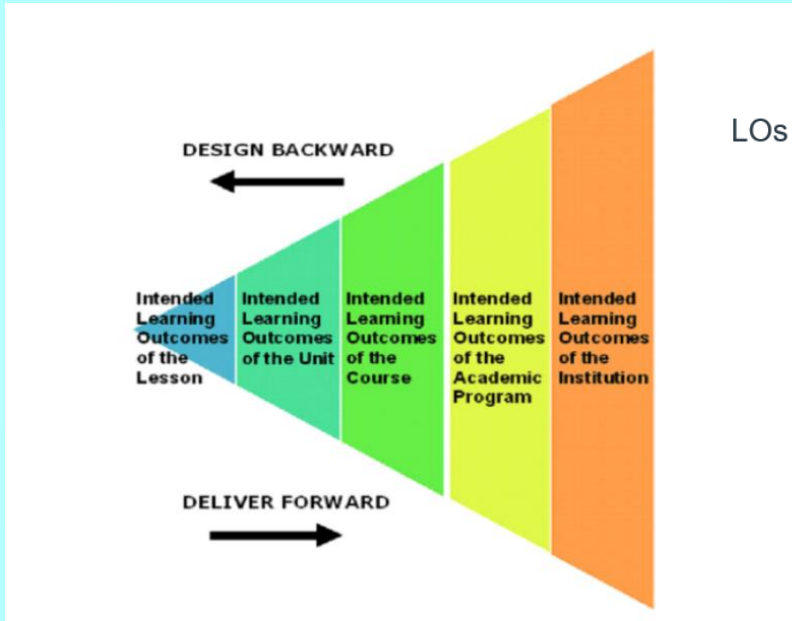 LOs
DESIGN BACKWARD
Intended
Learning
Outcomes
of the
Lesson
Intended
Learning
Outcomes
of the Unit
Intended
Learning
Outcomes
of the
Course
Intended
Learning
Outcomes
of the
Academic
Program
Intended
Learning
Outcomes
of the
Institution
DELIVER FORWARD